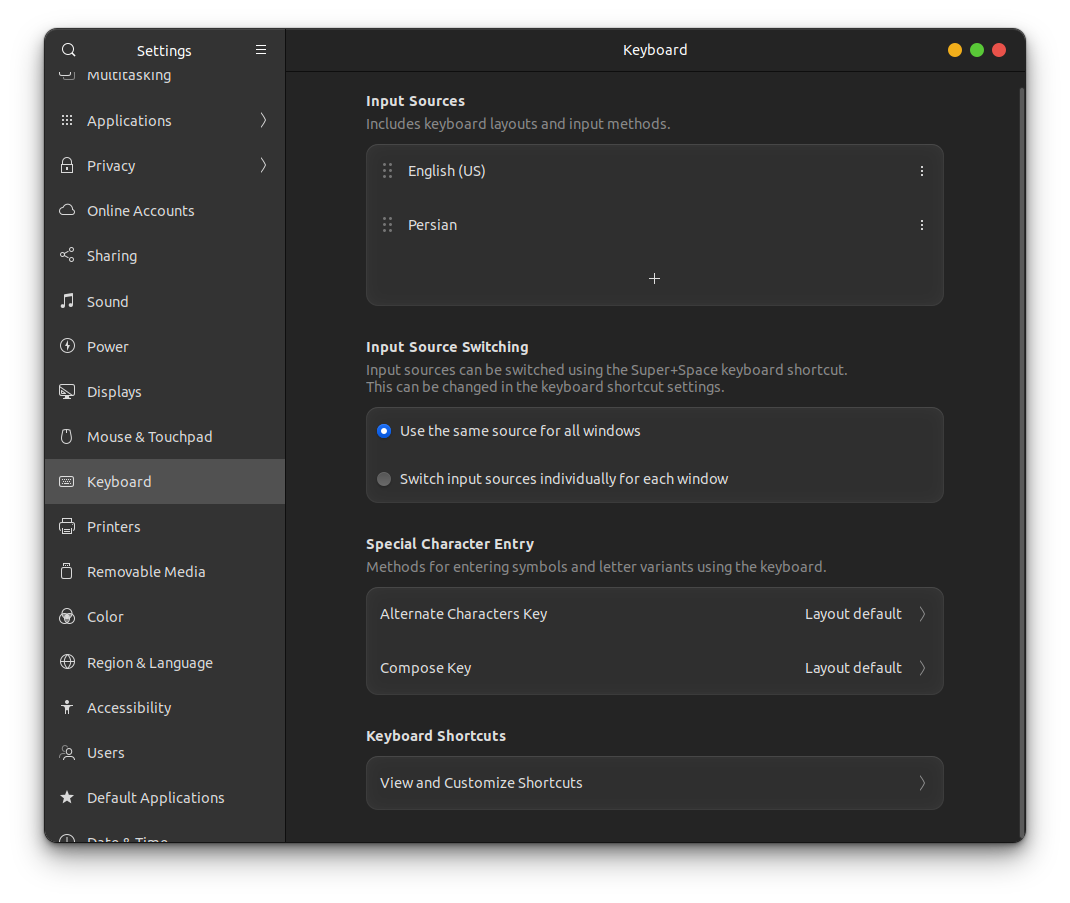 Settings
Multitasking
Applications
Privacy
Online Accounts
Sharing
Sound
Power
Displays
Mouse & Touchpad
Keyboard
Printers
Removable Media
Color
Region & Language
Accessibility
Users
Default Applications
Date & Time
Keyboard
Input Sources
Includes keyboard layouts and input methods.
English (US)
Persian
Input Source Switching
Input sources can be switched using the Super+Space keyboard shortcut.
This can be changed in the keyboard shortcut settings.
Use the same source for all windows
Switch input sources individually for each window
Special Character Entry
Methods for entering symbols and letter variants using the keyboard.
Alternate Characters Key Layout default
Compose Key Layout default
Keyboard Shortcuts
View and Customize Shortcuts